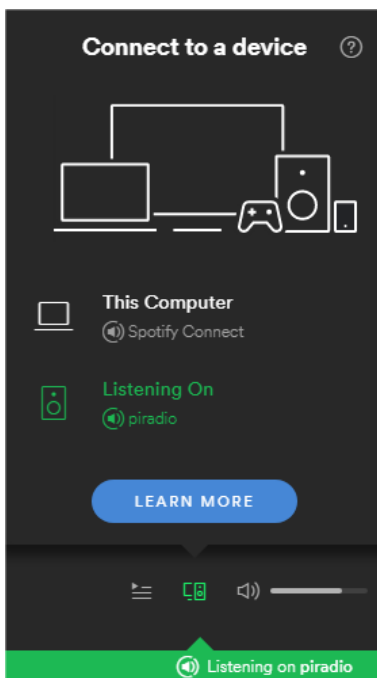 Connect to a device ?
This Computer
Spotify Connect
Listening On
piradio
LEARN MORE
Listening on piradio